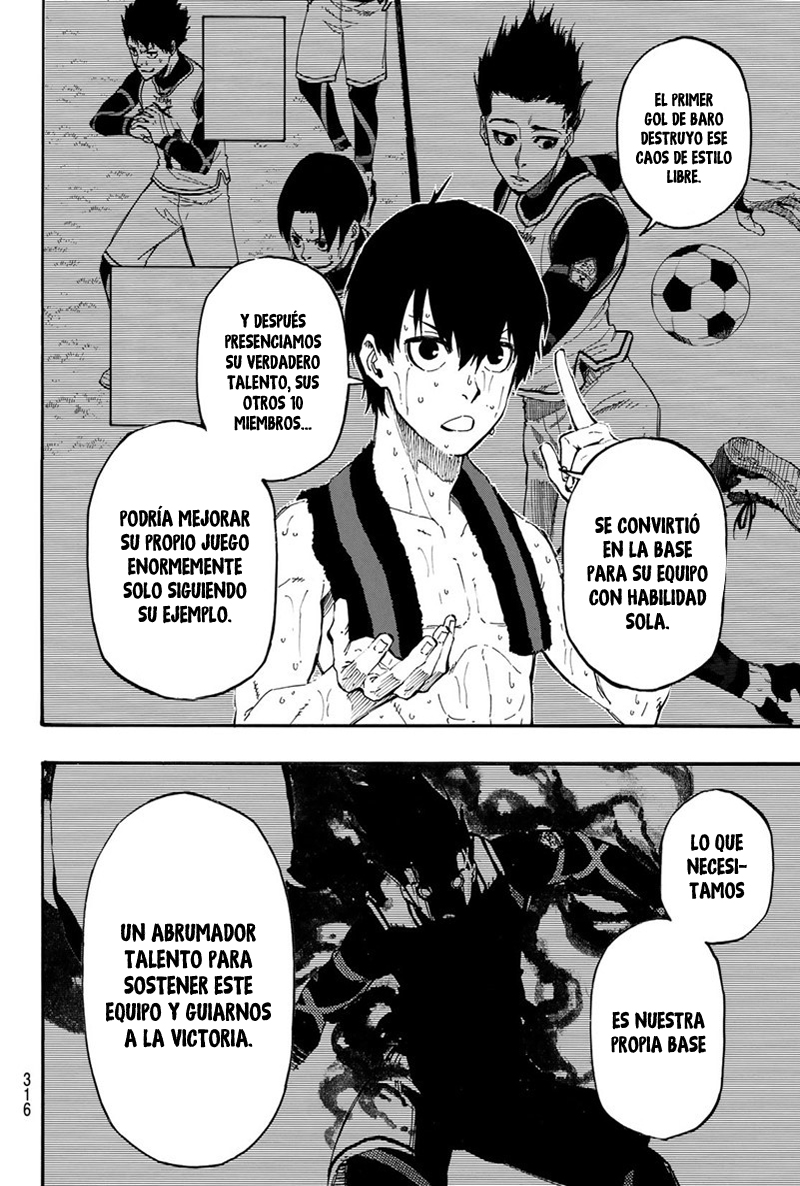 EL PRIMER
GOL DE BARO
DESTRUYO ESE
CAOS DE ESTILO
LIBRE.
Y DESPUÉS
PRESENCIAMOS
SU VERDADERO
TALENTO, SUS
OTROS 10
MIEMBROS...
SE CONVIRTIÓ
EN LA BASE
PARA SU EQUIPO
CON HABILIDAD
SOLA.
PODRÍA MEJORAR
SU PROPIO JUEGO
ENORMEMENTE
SOLO SIGUIENDO
SU EJEMPLO.
LO QUE
NECESI-
TAMOS
ES NUESTRA
PROPIA BASE
UN ABRUMADOR
TALENTO PARA
SOSTENER ESTE
EQUIPO Y GUIARNOS
A LA VICTORIA.
316